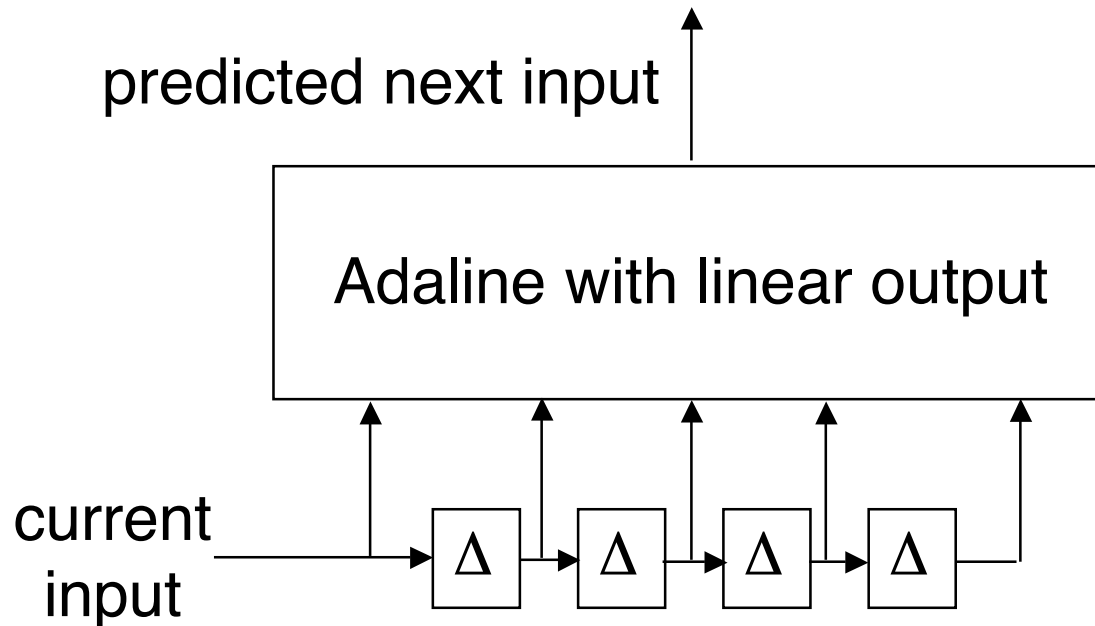 predicted next input
Adaline with linear output
current
input
Δ Δ Δ Δ